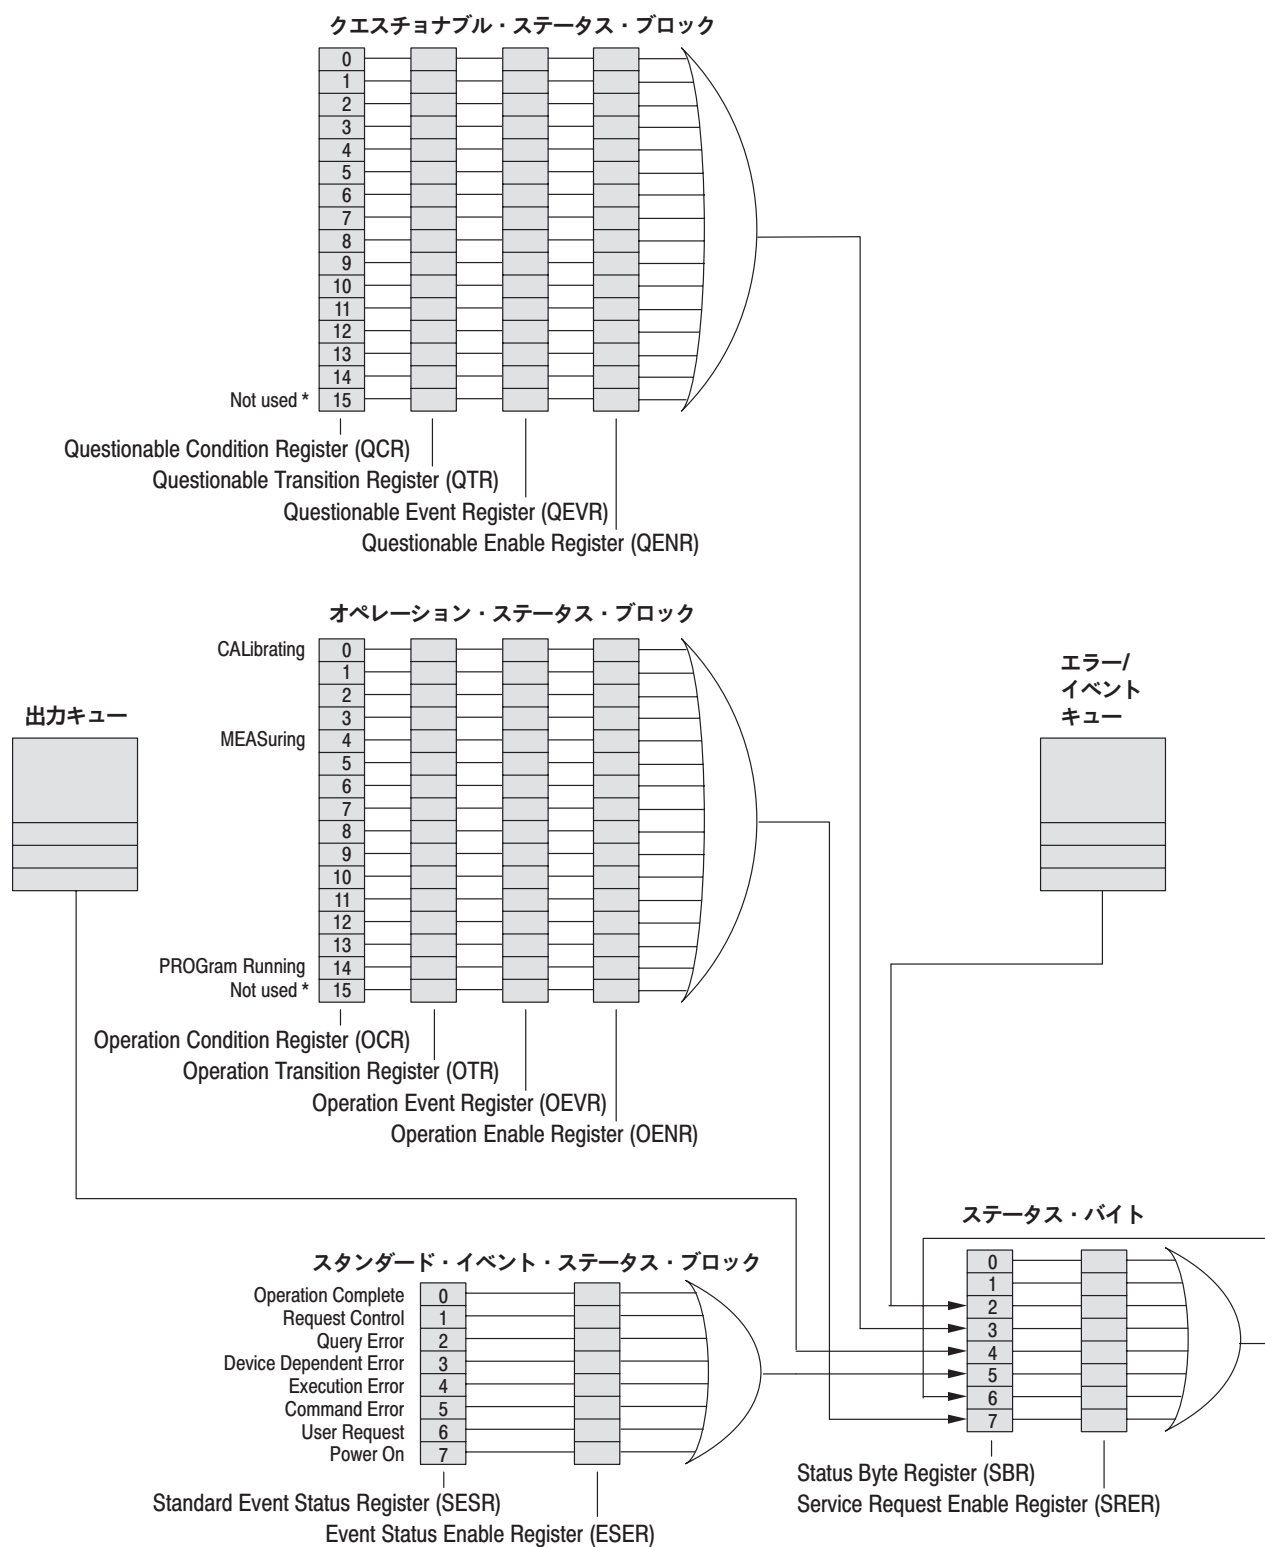 クエスチョナブル・ステータス・ブロック
0
1
2
3
4
5
6
7
8
9
10
11
12
13
14
Not used * 15
Questionable Condition Register (QCR)
Questionable Transition Register (QTR)
Questionable Event Register (QEVR)
Questionable Enable Register (QENR)
オペレーション・ステータス・ブロック
CALibrating 0
1
2
3
MEASuring 4
5
6
7
8
9
10
11
12
13
PROGram Running 14
Not used * 15
Operation Condition Register (OCR)
Operation Transition Register (OTR)
Operation Event Register (OEVR)
Operation Enable Register (OENR)
出力キュー
エラー/
イベント
キュー
スタンダード・イベント・ステータス・ブロック
Operation Complete 0
Request Control 1
Query Error 2
Device Dependent Error 3
Execution Error 4
Command Error 5
User Request 6
Power On 7
Standard Event Status Register (SESR)
Event Status Enable Register (ESER)
ステータス・バイト
0
1
2
3
4
5
6
7
Status Byte Register (SBR)
Service Request Enable Register (SRER)